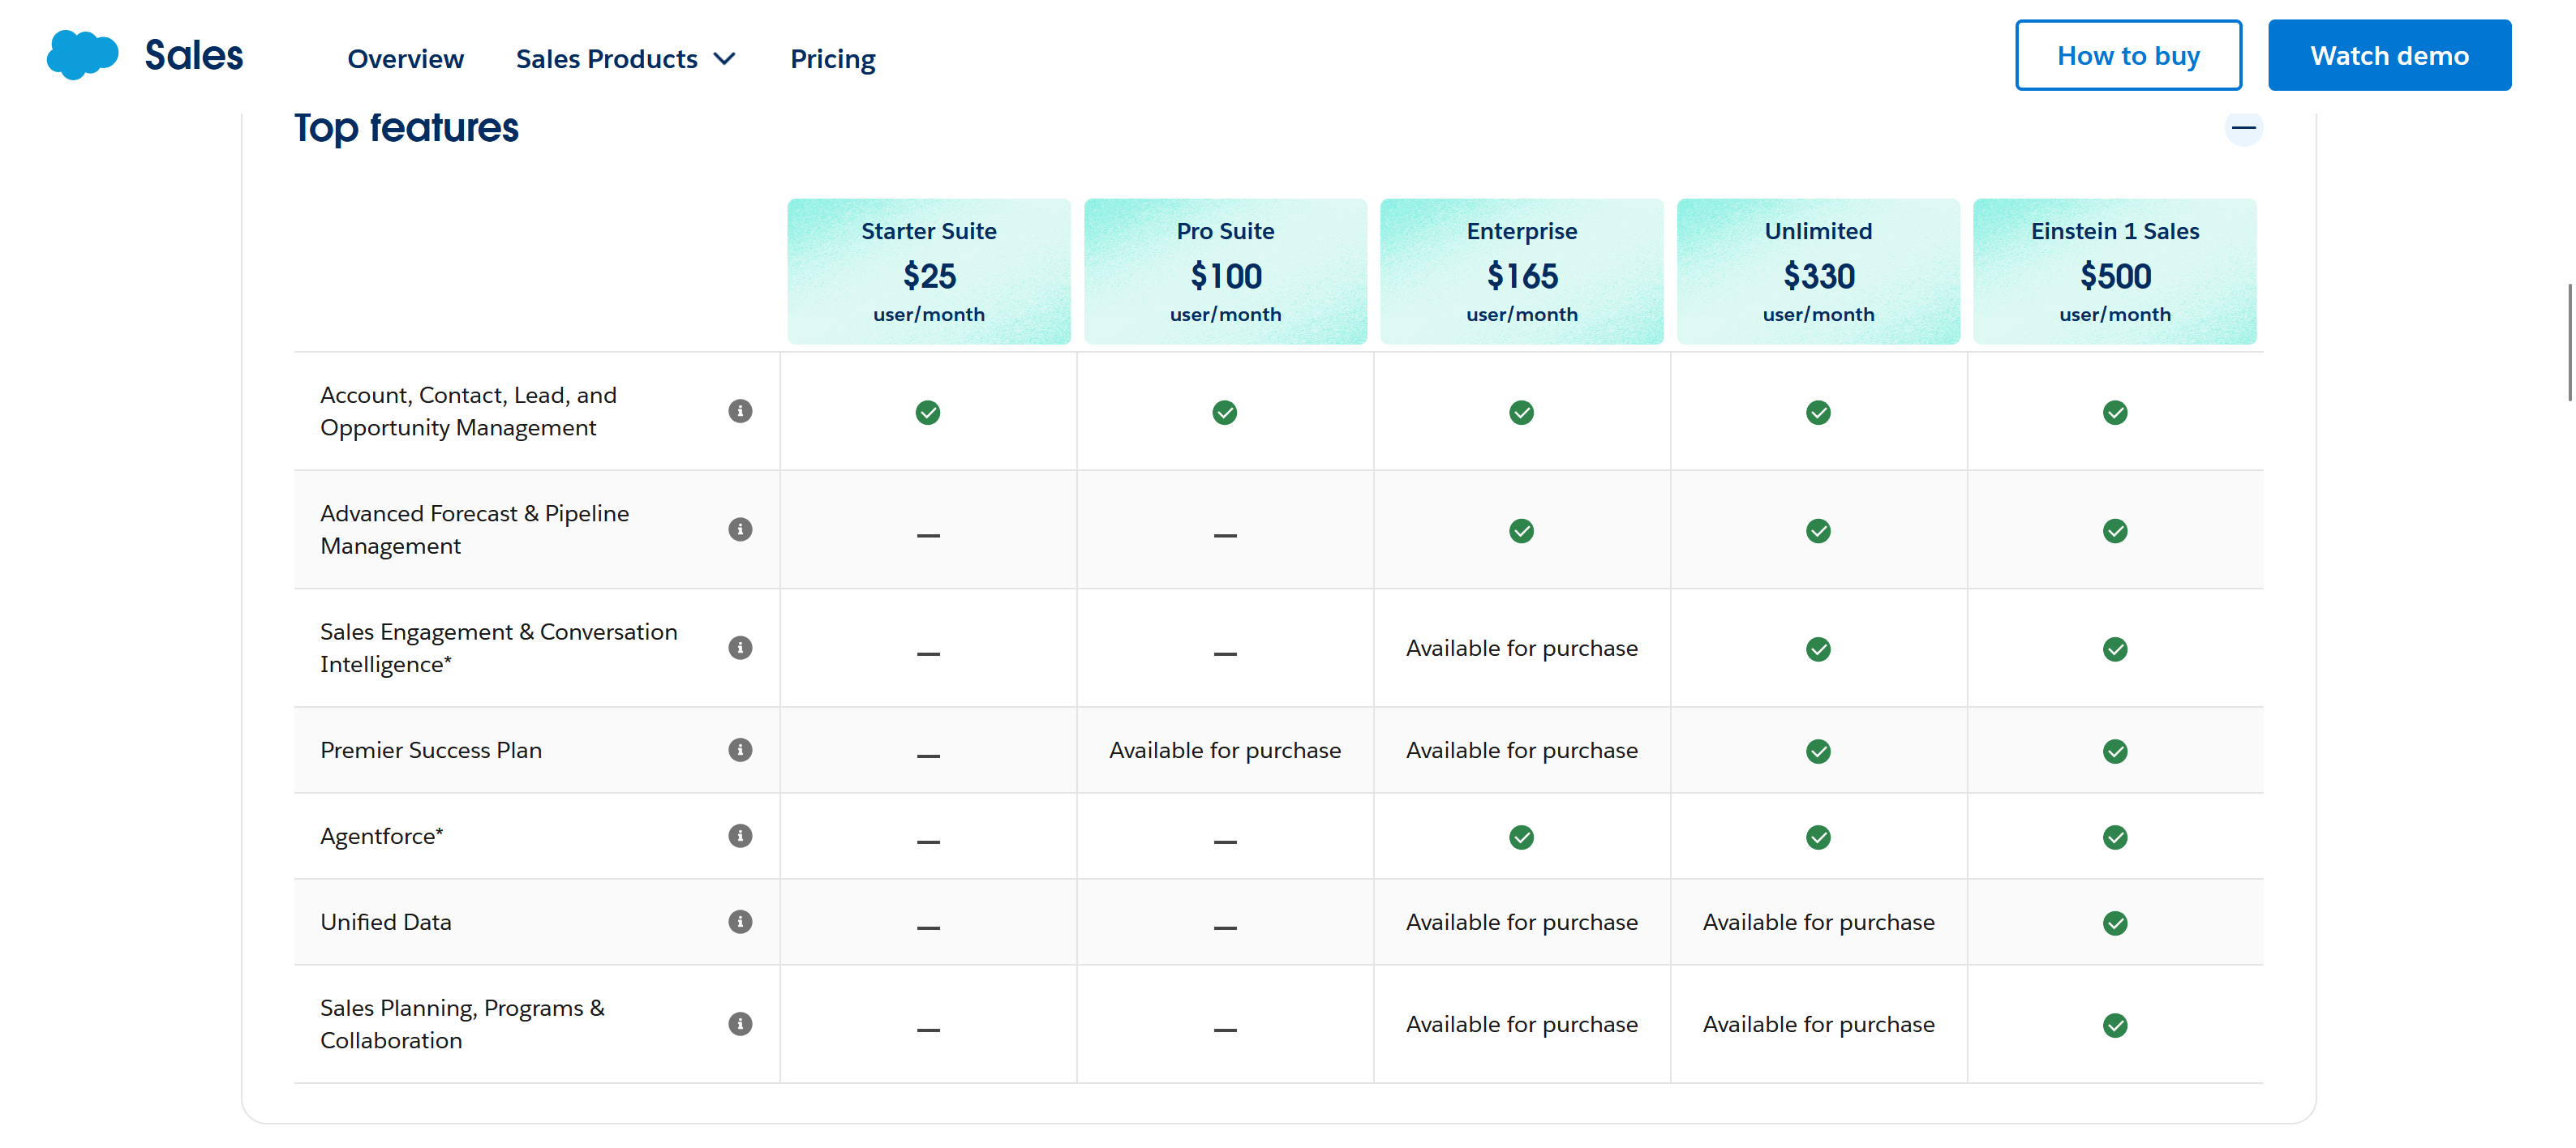 Sales
Overview
Sales Products
Pricing
How to buy
Watch demo
Top features
Starter Suite
$25
user/month
Pro Suite
$100
user/month
Enterprise
$165
user/month
Unlimited
$330
user/month
Einstein 1 Sales
$500
user/month
Account, Contact, Lead, and
Opportunity Management
Advanced Forecast & Pipeline
Management
— —
Sales Engagement & Conversation
Intelligence*
— — Available for purchase
Premier Success Plan — Available for purchase Available for purchase
Agentforce* — —
Unified Data — — Available for purchase Available for purchase
Sales Planning, Programs &
Collaboration
— — Available for purchase Available for purchase